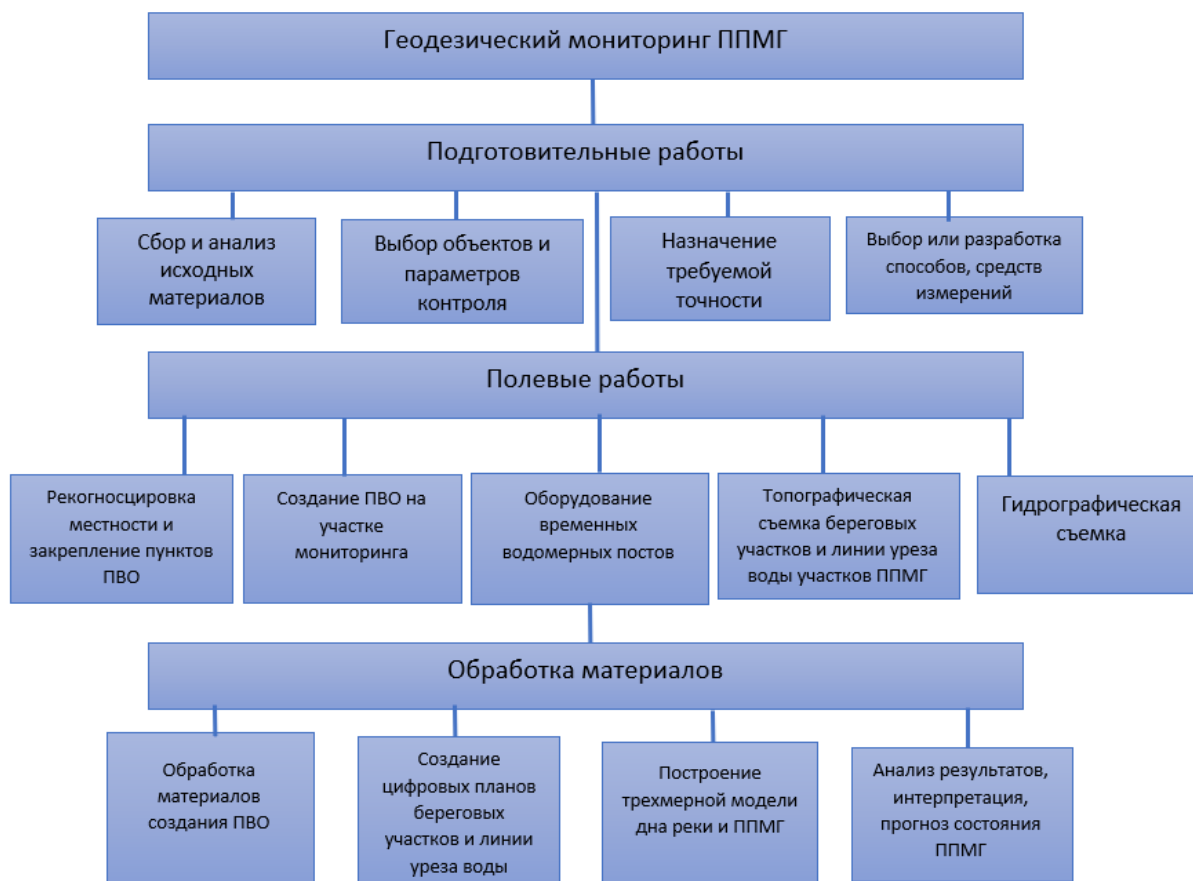 Геодезический мониторинг ППМГ
Подготовительные работы
Сбор и анализ
исходных
материалов
Выбор объектов и
параметров
контроля
Назначение
требуемой
точности
Выбор или разработка
способов, средств
измерений
Полевые работы
Рекогносцировка
местности и
закрепление пунктов
ПВО
Создание ПВО на
участке
мониторинга
Оборудование
временных
водомерных постов
Топографическая
съемка береговых
участков и линии уреза
воды участков ППМГ
Гидрографическая
съемка
Обработка материалов
Обработка
материалов
создания ПВО
Создание
цифровых планов
береговых
участков и линии
уреза воды
Построение
трехмерной модели
дна реки и ППМГ
Анализ результатов,
интерпретация,
прогноз состояния
ППМГ